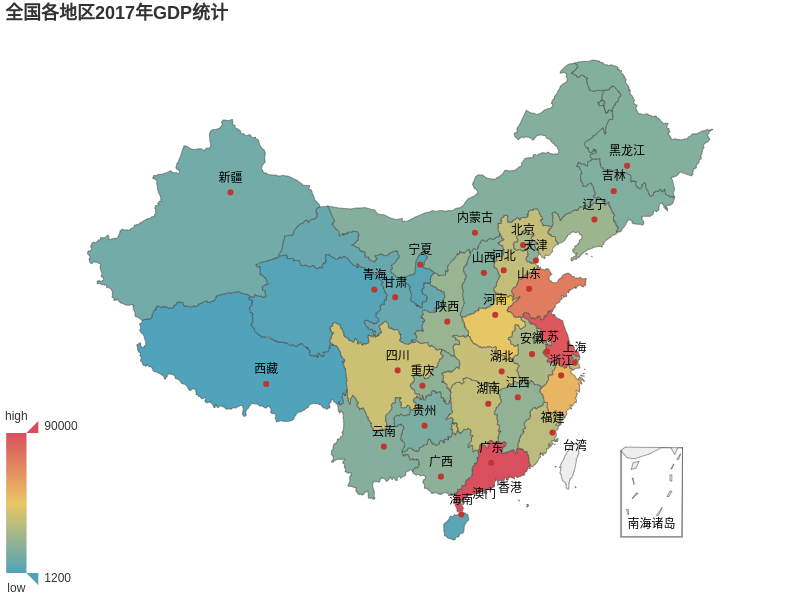 全国各地区2017年GDP统计
黑龙江
吉林
新疆
辽宁
内蒙古
北京
天津
宁夏
山西
河北
青海
甘肃
山东
陕西
河南
安徽
江苏
上海
四川
湖北
浙江
西藏
重庆
湖南
江西
贵州
福建
high
90000
云南
广东
台湾
广西
香港
澳门
海南
南海诸岛
1200
low